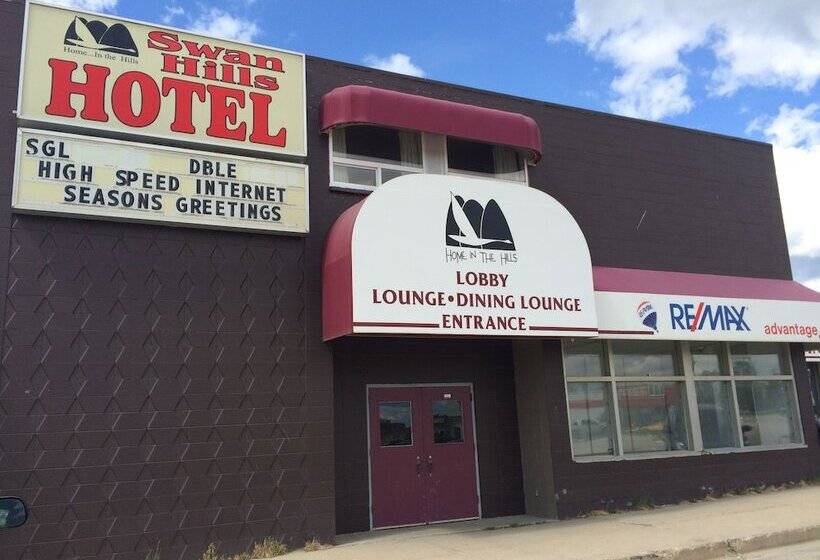 Swan
Home...In the Hills
Hills
HOTEL
SGL DBLE
HIGH SPEED INTERNET
SEASONS GREETINGS
HOME IN THE HILLS
LOBBY
LOUNGE•DINING LOUNGE
ENTRANCE
RE/MAX
advantage